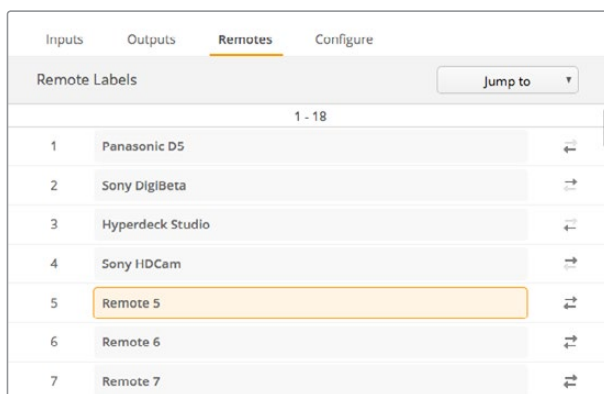 Inputs Outputs Remotes Configure
Remote Labels Jump to
1 - 18
1 Panasonic D5
2 Sony DigiBeta
3 Hyperdeck Studio
4 Sony HDCam
5 Remote 5
6 Remote 6
7 Remote 7